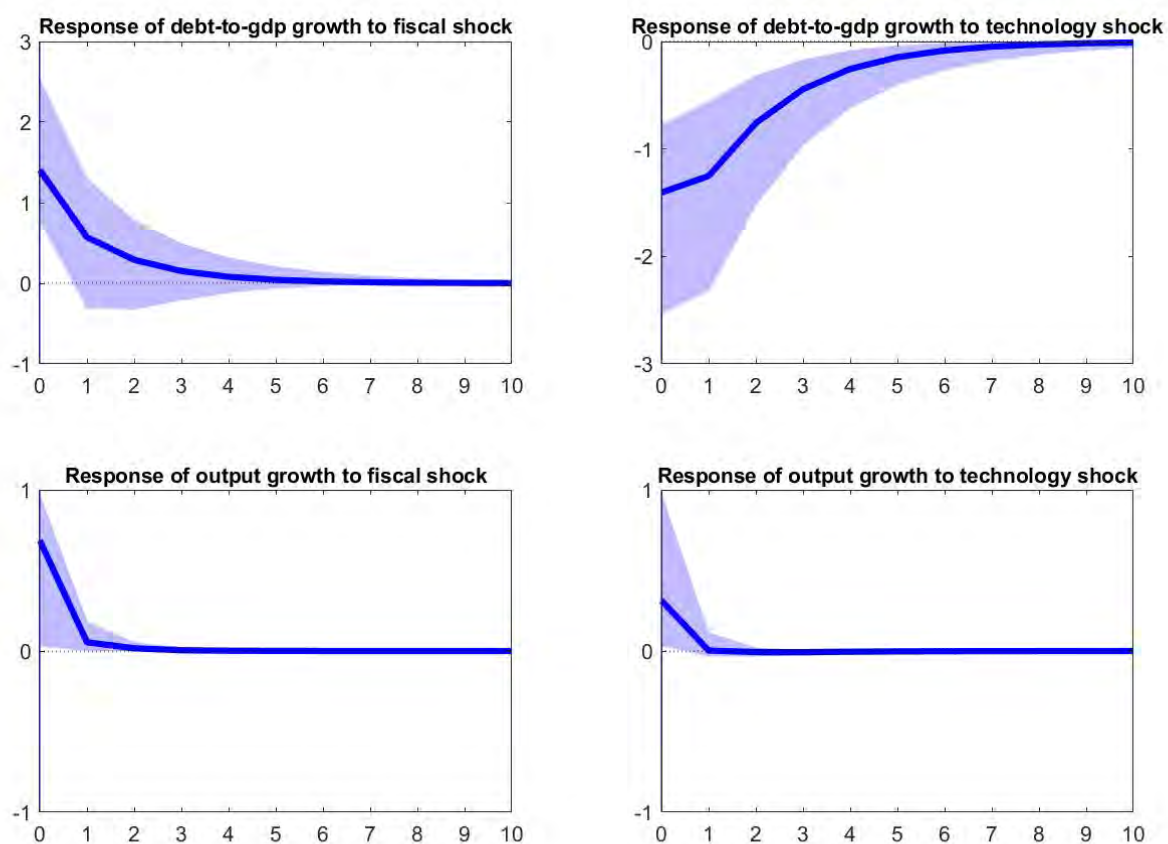 Response of debt-to-gdp growth to fiscal shock
3
2
1
0
-1
0 1 2 3 4 5 6 7 8 9 10
Response of debt-to-gdp growth to technology shock
0
-1
-2
-3
0 1 2 3 4 5 6 7 8 9 10
Response of output growth to fiscal shock
1
0
-1
0 1 2 3 4 5 6 7 8 9 10
Response of output growth to technology shock
1
0
-1
0 1 2 3 4 5 6 7 8 9 10